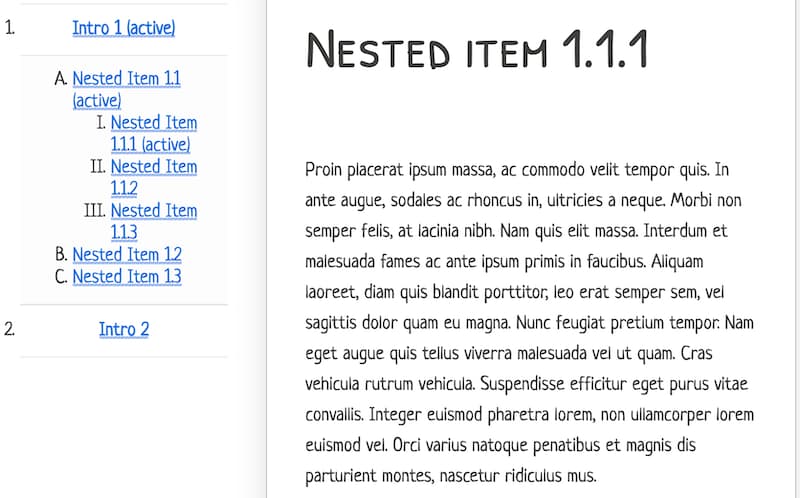 1. Intro 1 (active)
A. Nested Item 1.1
(active)
I. Nested Item
1.1.1 (active)
II. Nested Item
1.1.2
III. Nested Item
1.1.3
B. Nested Item 1.2
C. Nested Item 1.3
2. Intro 2
Nested item 1.1.1
Proin placerat ipsum massa, ac commodo velit tempor quis. In
ante augue, sodales ac rhoncus in, ultricies a neque. Morbi non
semper felis, at lacinia nibh. Nam quis elit massa. Interdum et
malesuada fames ac ante ipsum primis in faucibus. Aliquam
laoreet, diam quis blandit porttitor, leo erat semper sem, vel
sagittis dolor quam eu magna. Nunc feugiat pretium tempor. Nam
eget augue quis tellus viverra malesuada vel ut quam. Cras
vehicula rutrum vehicula. Suspendisse efficitur eget purus vitae
convallis. Integer euismod pharetra lorem, non ullamcorper lorem
euismod vel. Orci varius natoque penatibus et magnis dis
parturient montes, nascetur ridiculus mus.